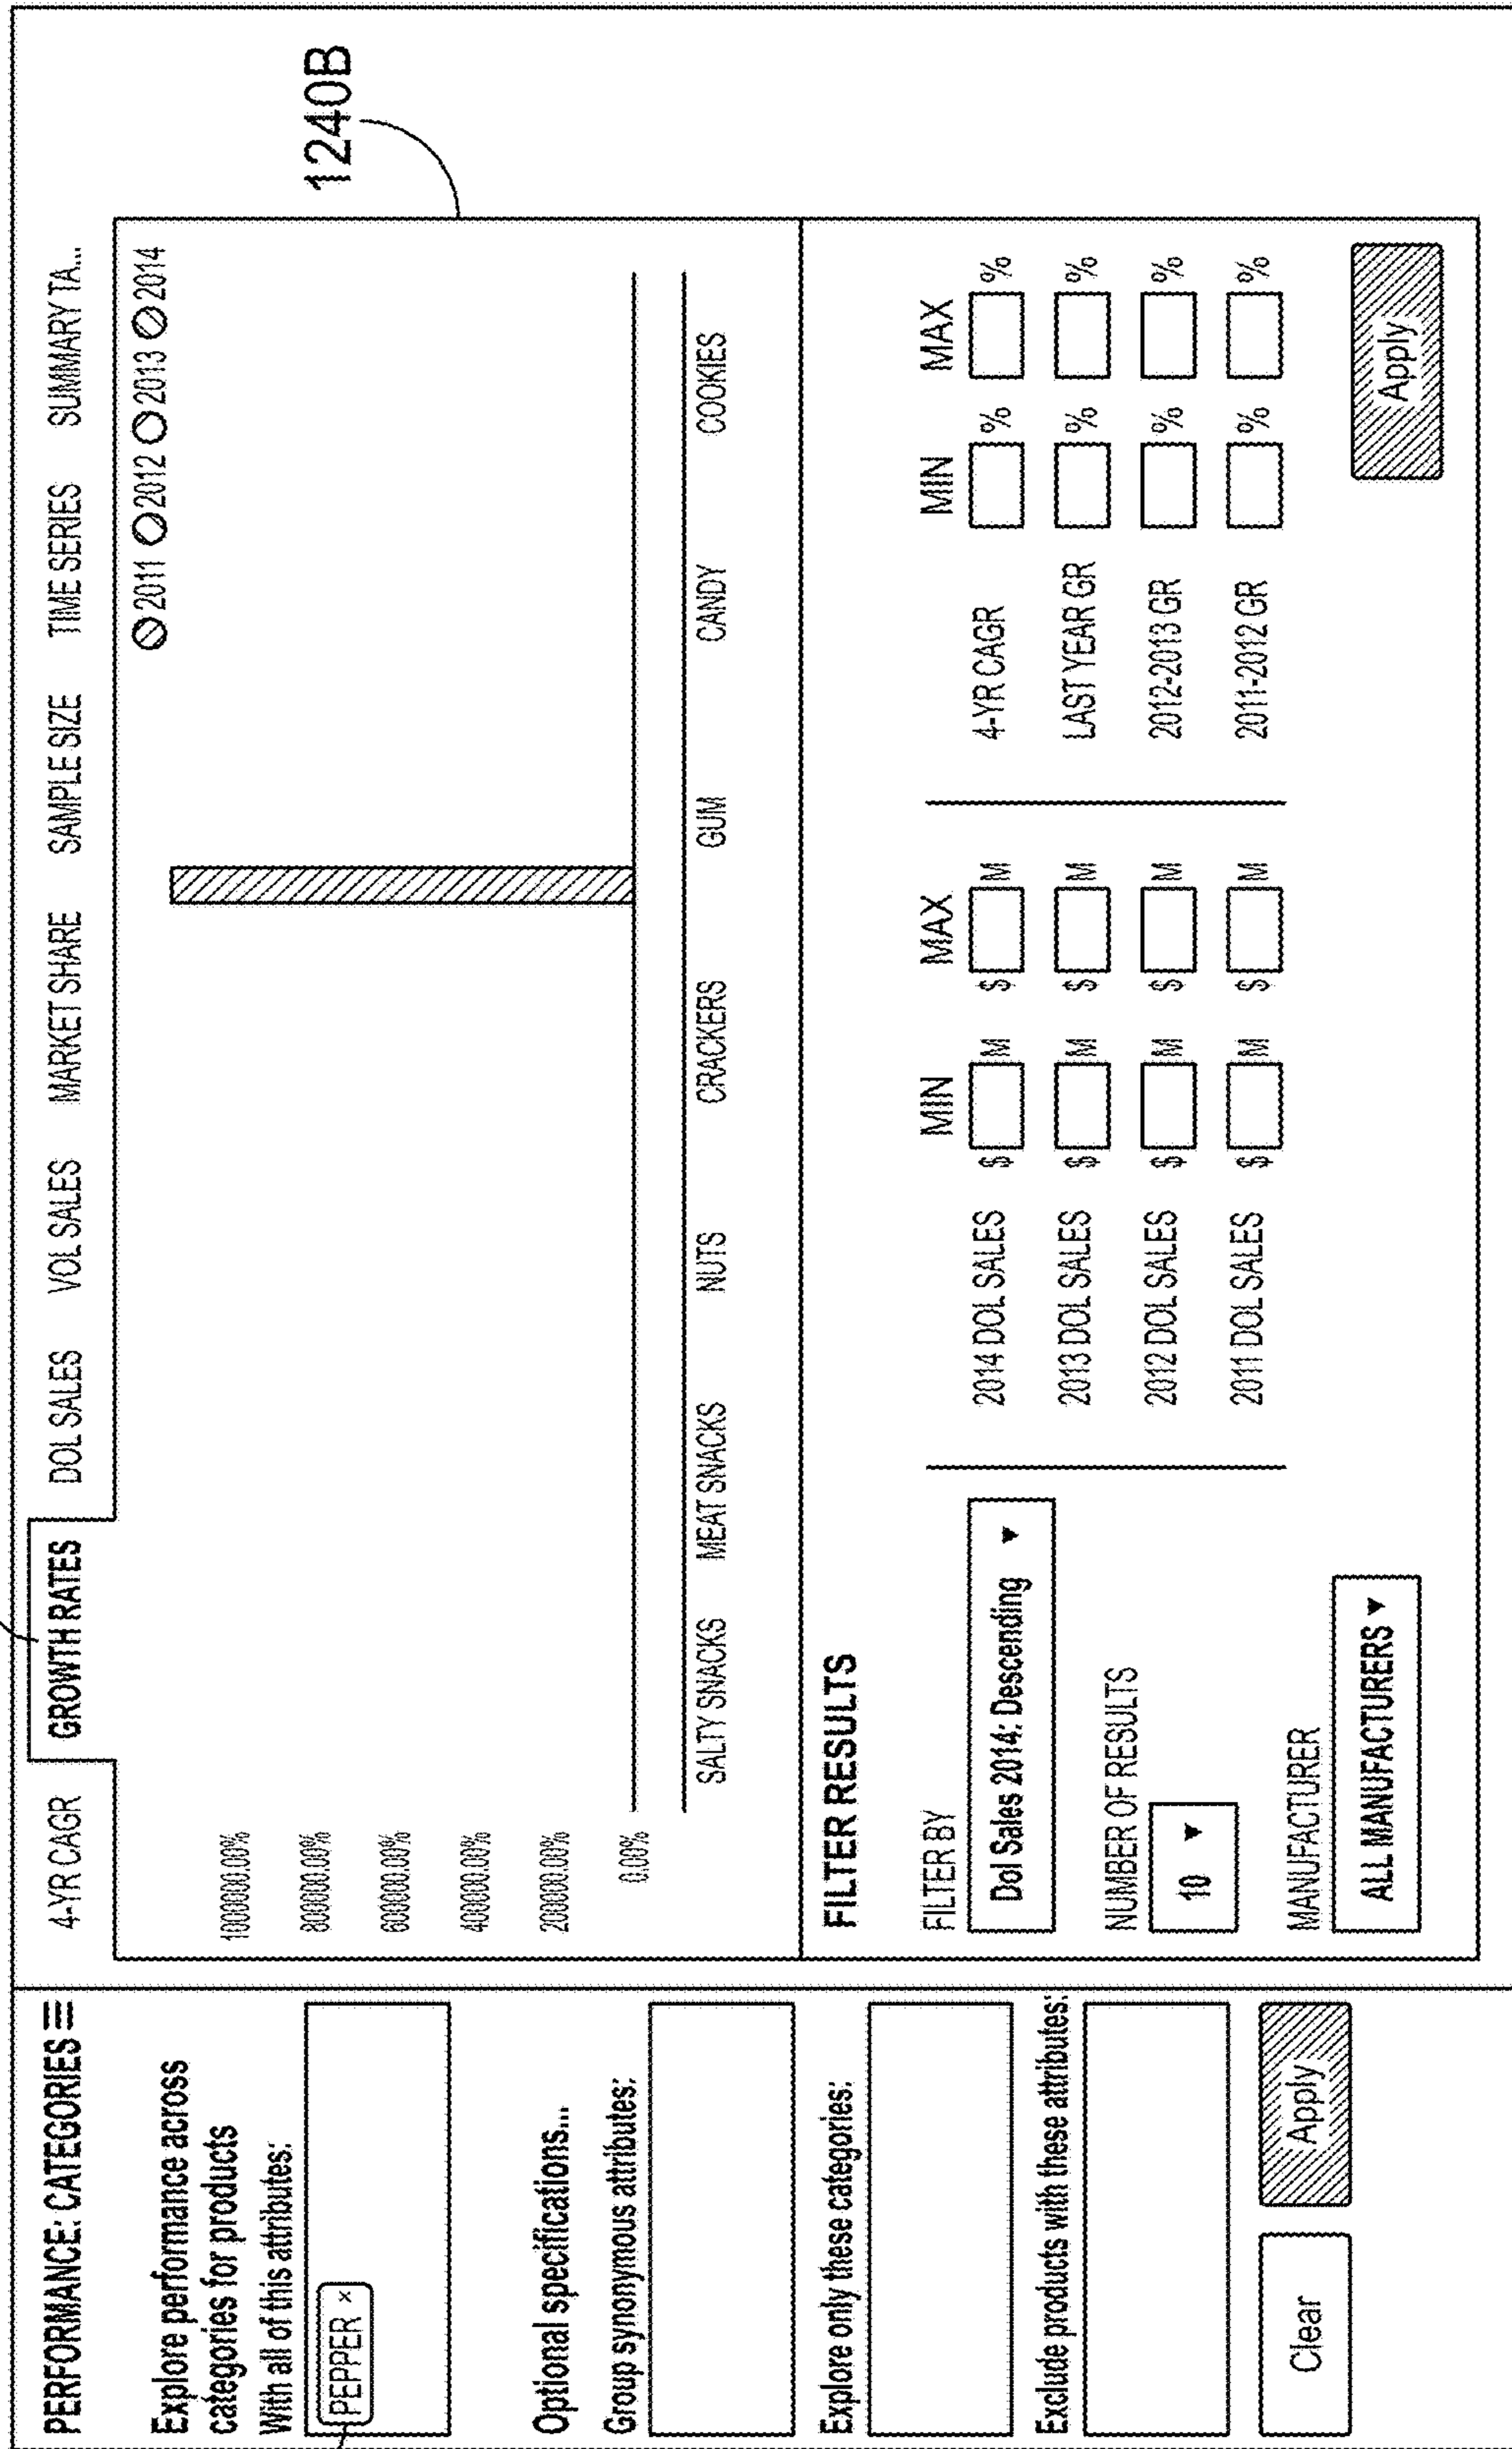 PERFORMANCE: CATEGORIES
Explore performance across
categories for products
With all of this attributes:
PEPPER ×
Optional specifications...
Group synonymous attributes:
Explore only these categories:
Exclude products with these attributes:
Clear
Apply
4-YR CAGR
GROWTH RATES
DOL SALES
VOL SALES
MARKET SHARE
SAMPLE SIZE
TIME SERIES
SUMMARY TA...
2011 2012 2013 2014
1240B
1000000.00%
800000.00%
600000.00%
400000.00%
200000.00%
0.00%
SALTY SNACKS
MEAT SNACKS
NUTS
CRACKERS
GUM
CANDY
COOKIES
FILTER RESULTS
FILTER BY
Dol Sales 2014: Descending ▼
NUMBER OF RESULTS
10 ▼
MANUFACTURER
ALL MANUFACTURERS ▼
MIN MAX
2014 DOL SALES $ M $ M
2013 DOL SALES $ M $ M
2012 DOL SALES $ M $ M
2011 DOL SALES $ M $ M
MIN MAX
4-YR CAGR % %
LAST YEAR GR % %
2012-2013 GR % %
2011-2012 GR % %
Apply